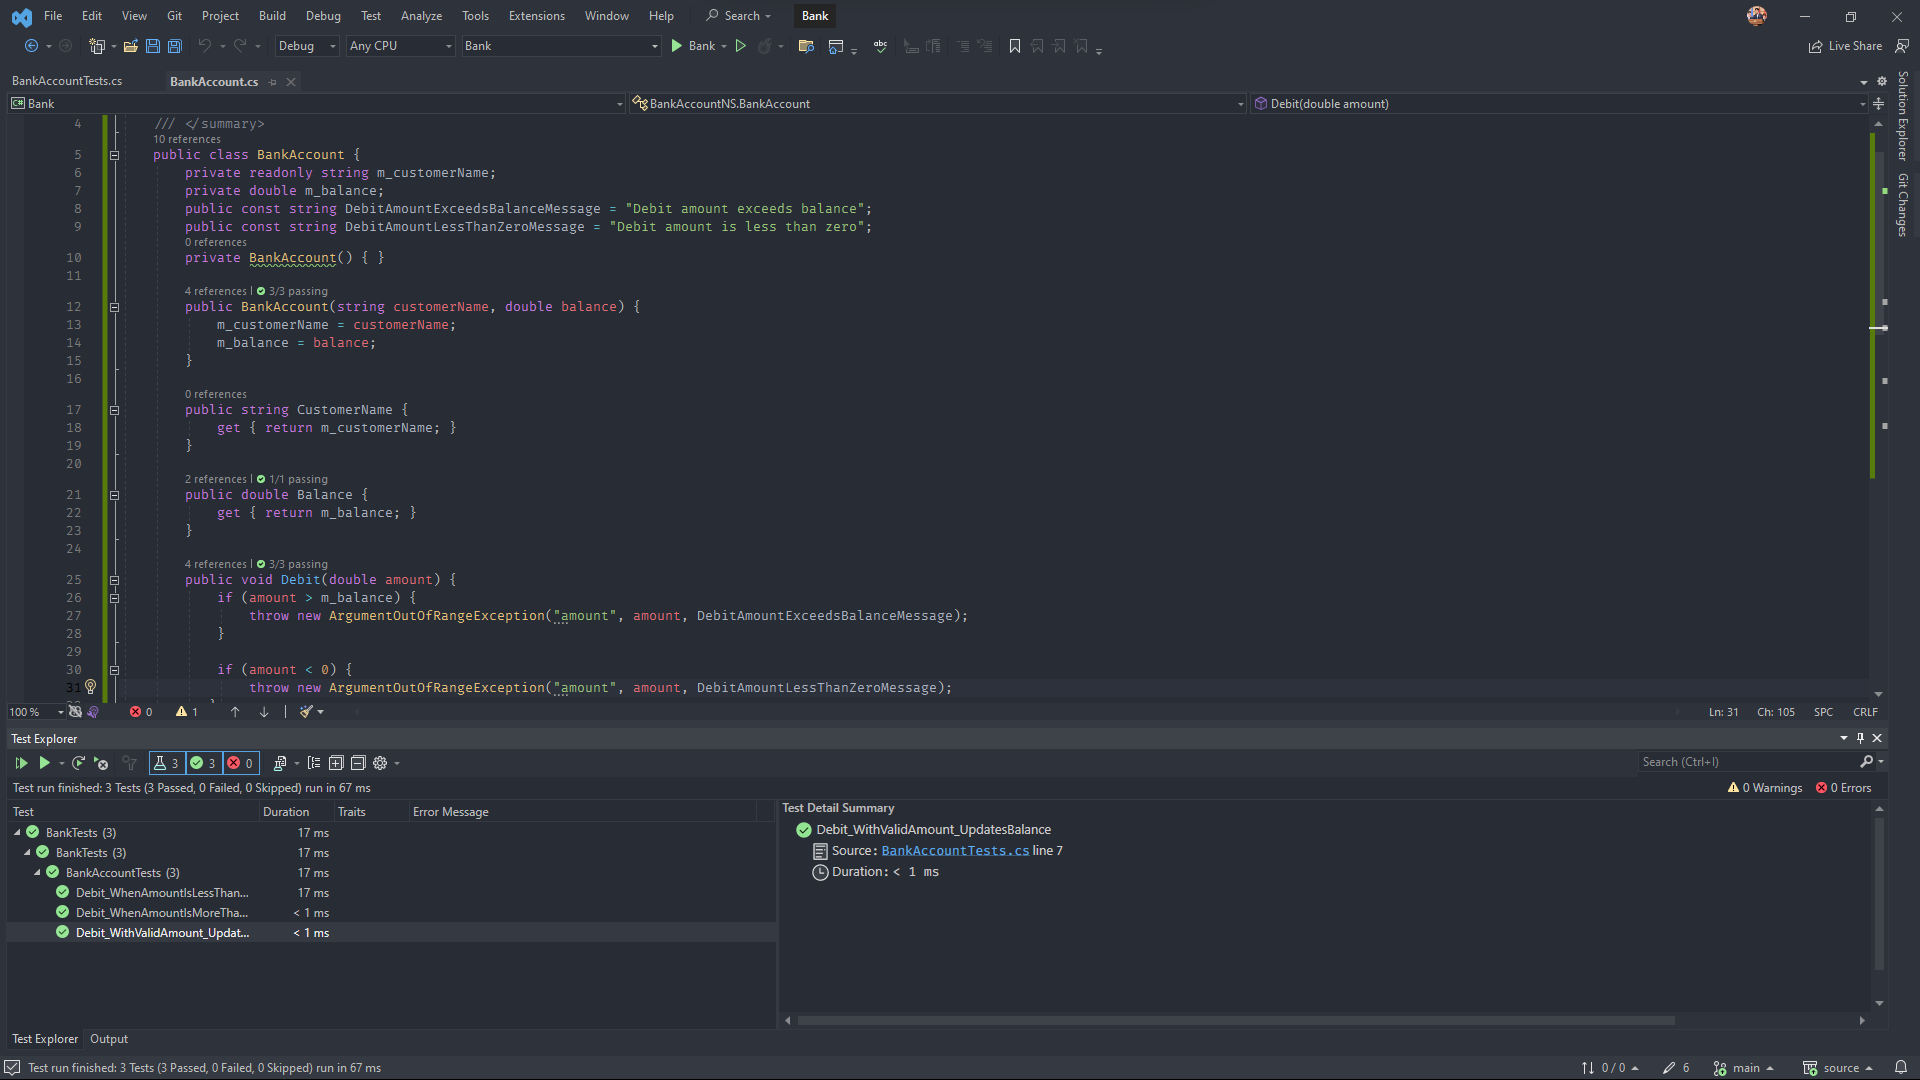 File Edit View Git Project Build Debug Test Analyze Tools Extensions Window Help Search Bank
Debug Any CPU Bank Bank Live Share
BankAccountTests.cs BankAccount.cs
Bank BankAccountNS.BankAccount Debit(double amount)
Solution Explorer
Git Changes
4 /// </summary>
10 references
5 public class BankAccount {
6 private readonly string m_customerName;
7 private double m_balance;
8 public const string DebitAmountExceedsBalanceMessage = "Debit amount exceeds balance";
9 public const string DebitAmountLessThanZeroMessage = "Debit amount is less than zero";
0 references
10 private BankAccount() { }
11
4 references | 3/3 passing
12 public BankAccount(string customerName, double balance) {
13 m_customerName = customerName;
14 m_balance = balance;
15 }
16
0 references
17 public string CustomerName {
18 get { return m_customerName; }
19 }
20
2 references | 1/1 passing
21 public double Balance {
22 get { return m_balance; }
23 }
24
4 references | 3/3 passing
25 public void Debit(double amount) {
26 if (amount > m_balance) {
27 throw new ArgumentOutOfRangeException("amount", amount, DebitAmountExceedsBalanceMessage);
28 }
29
30 if (amount < 0) {
31 throw new ArgumentOutOfRangeException("amount", amount, DebitAmountLessThanZeroMessage);
100 % 0 1 Ln: 31 Ch: 105 SPC CRLF
Test Explorer
3 3 0 Search (Ctrl+I)
Test run finished: 3 Tests (3 Passed, 0 Failed, 0 Skipped) run in 67 ms 0 Warnings 0 Errors
Test Duration Traits Error Message
BankTests (3) 17 ms
BankTests (3) 17 ms
BankAccountTests (3) 17 ms
Debit_WhenAmountIsLessThan... 17 ms
Debit_WhenAmountIsMoreTha... < 1 ms
Debit_WithValidAmount_Updat... < 1 ms
Test Detail Summary
Debit_WithValidAmount_UpdatesBalance
Source: BankAccountTests.cs line 7
Duration: < 1 ms
Test Explorer Output
Test run finished: 3 Tests (3 Passed, 0 Failed, 0 Skipped) run in 67 ms 0 / 0 6 main source